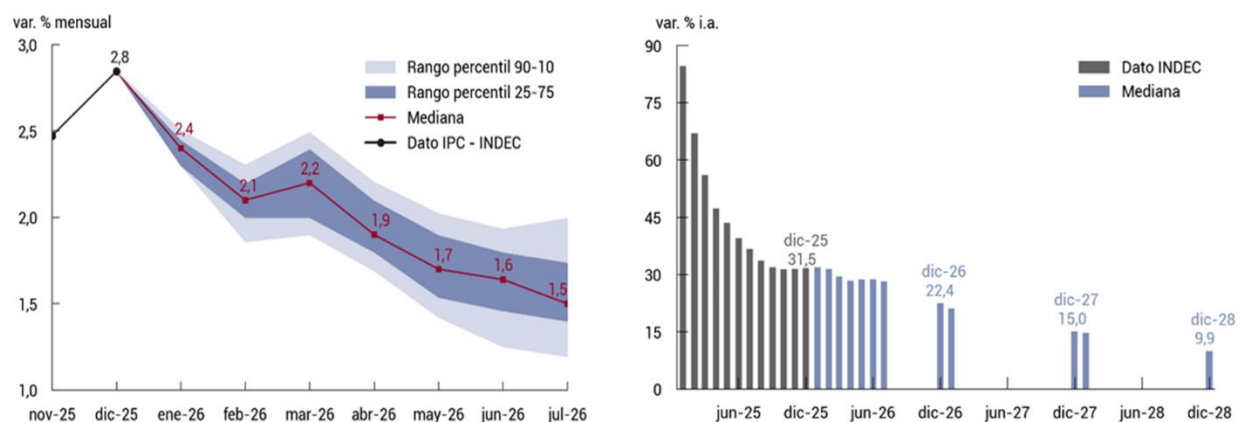 var. % mensual
3,0
2,5
2,0
1,5
1,0
2,8
2,4
2,1
2,2
1,9
1,7
1,6
1,5
Rango percentil 90-10
Rango percentil 25-75
Mediana
Dato IPC - INDEC
nov-25 dic-25 ene-26 feb-26 mar-26 abr-26 may-26 jun-26 jul-26
var. % i.a.
90
75
60
45
30
15
0
Dato INDEC
Mediana
dic-25
31,5
dic-26
22,4
dic-27
15,0
dic-28
9,9
jun-25 dic-25 jun-26 dic-26 jun-27 dic-27 jun-28 dic-28